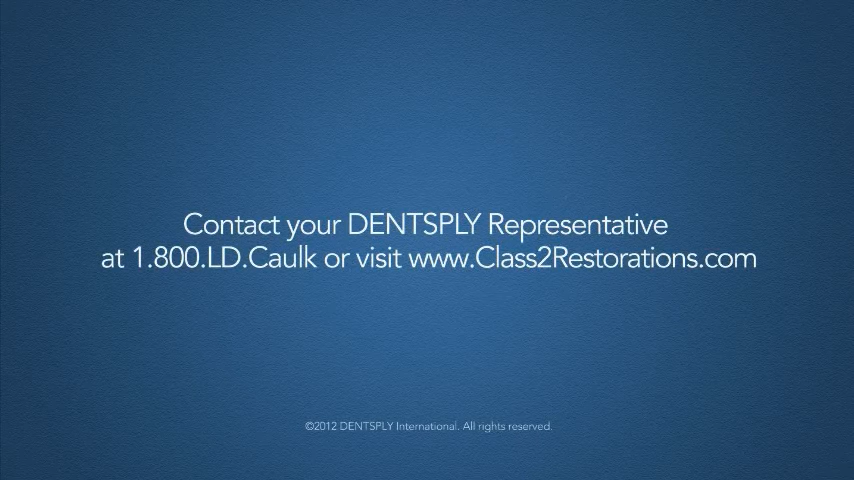 Contact your DENTSPLY Representative
at 1.800.LD.Caulk or visit www.Class2Restorations.com
©2012 DENTSPLY International. All rights reserved.